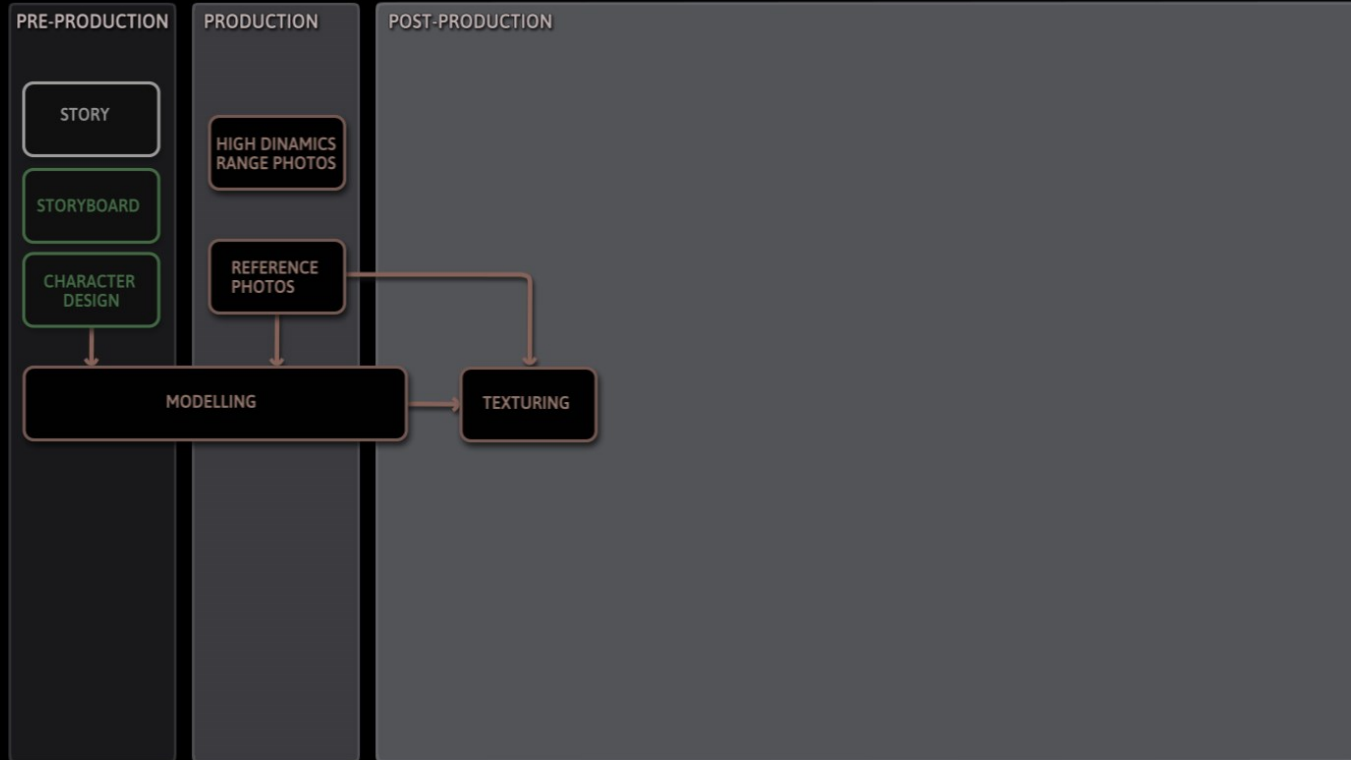 PRE-PRODUCTION
PRODUCTION
POST-PRODUCTION
STORY
HIGH DINAMICS
RANGE PHOTOS
STORYBOARD
CHARACTER
DESIGN
REFERENCE
PHOTOS
MODELLING
TEXTURING